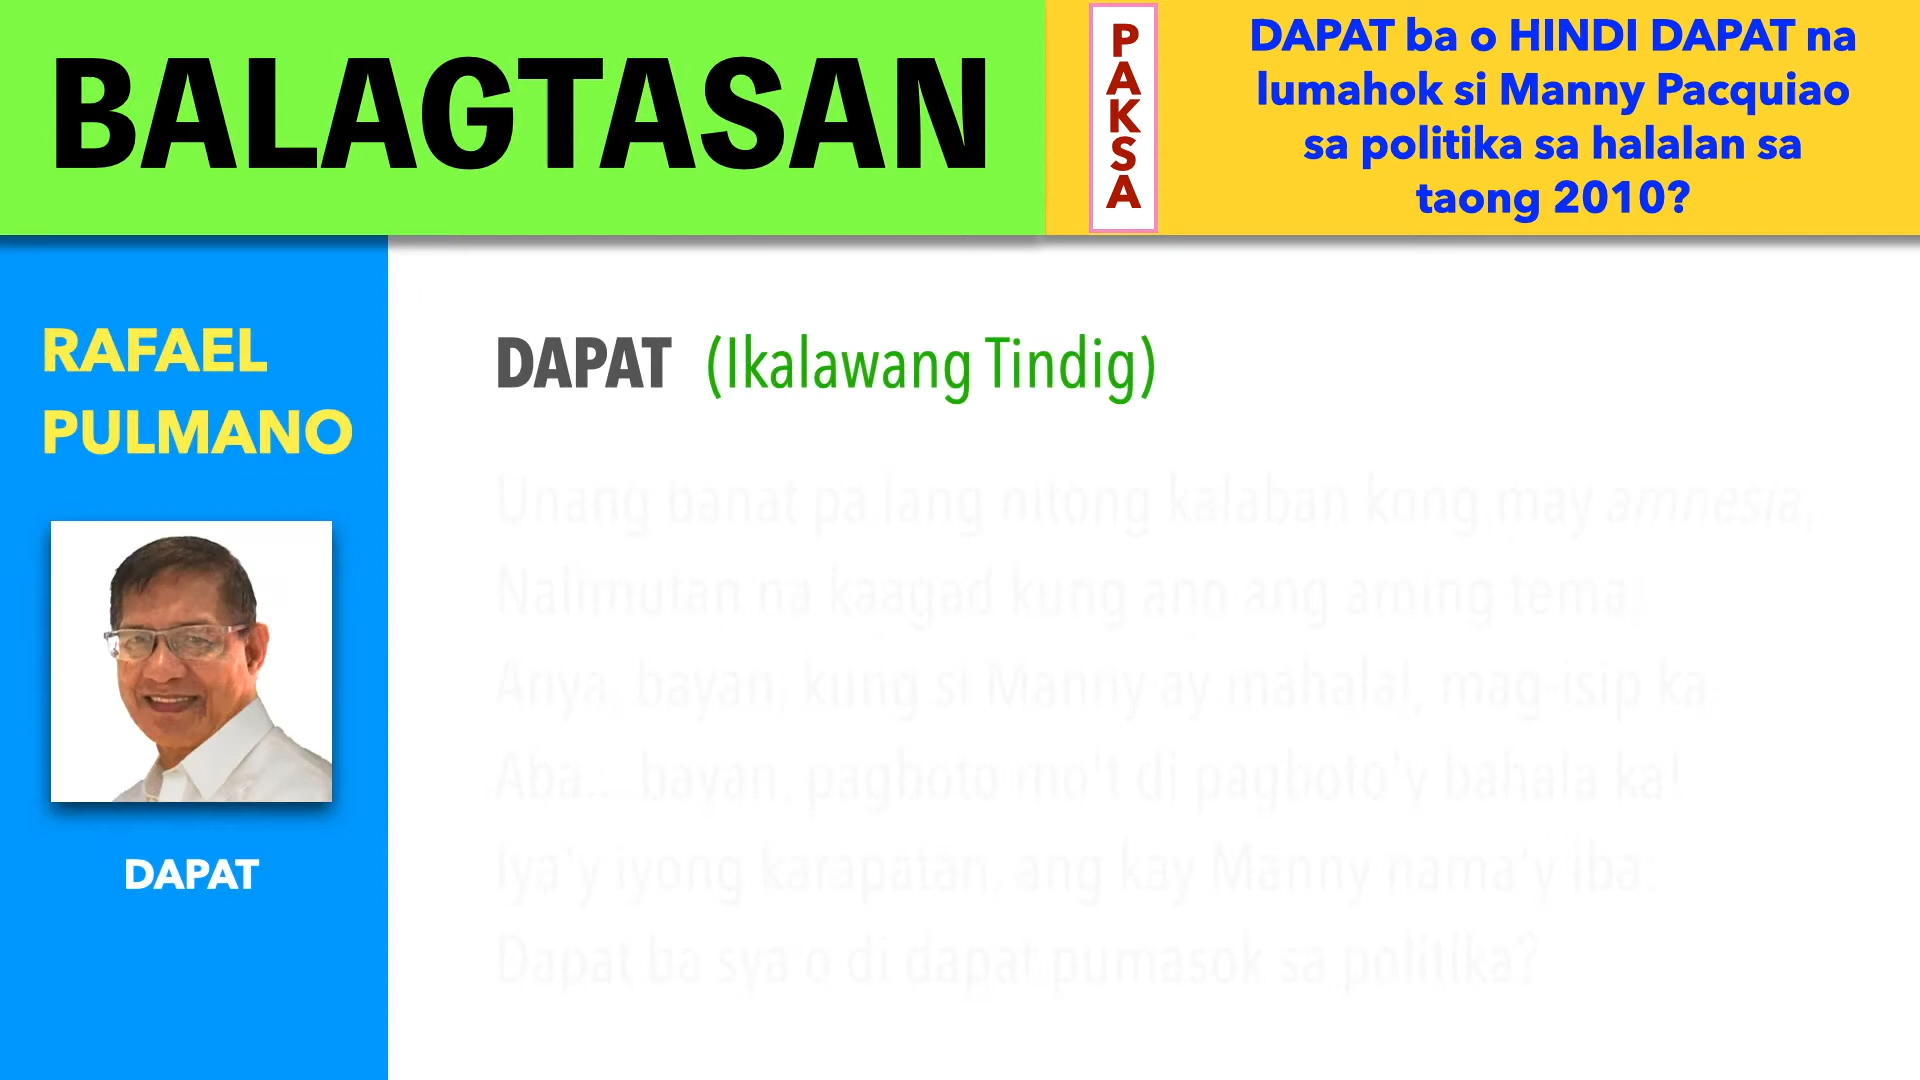 BALAGTASAN
PAKSA
DAPAT ba o HINDI DAPAT na
lumahok si Manny Pacquiao
sa politika sa halalan sa
taong 2010?
RAFAEL
PULMANO
DAPAT
DAPAT (Ikalawang Tindig)
Unang banat pa lang nitong kalaban kong may amnesia,
Nalimutan na kaagad kung ano ang aming tema;
Anya, bayan, kung si Manny ay mahalal, mag-isip ka
Aba... bayan, pagboto mo't di pagboto'y bahala ka!
Iya'y iyong karapatan, ang kay Manny nama'y iba:
Dapat ba sya o di dapat pumasok sa politika?